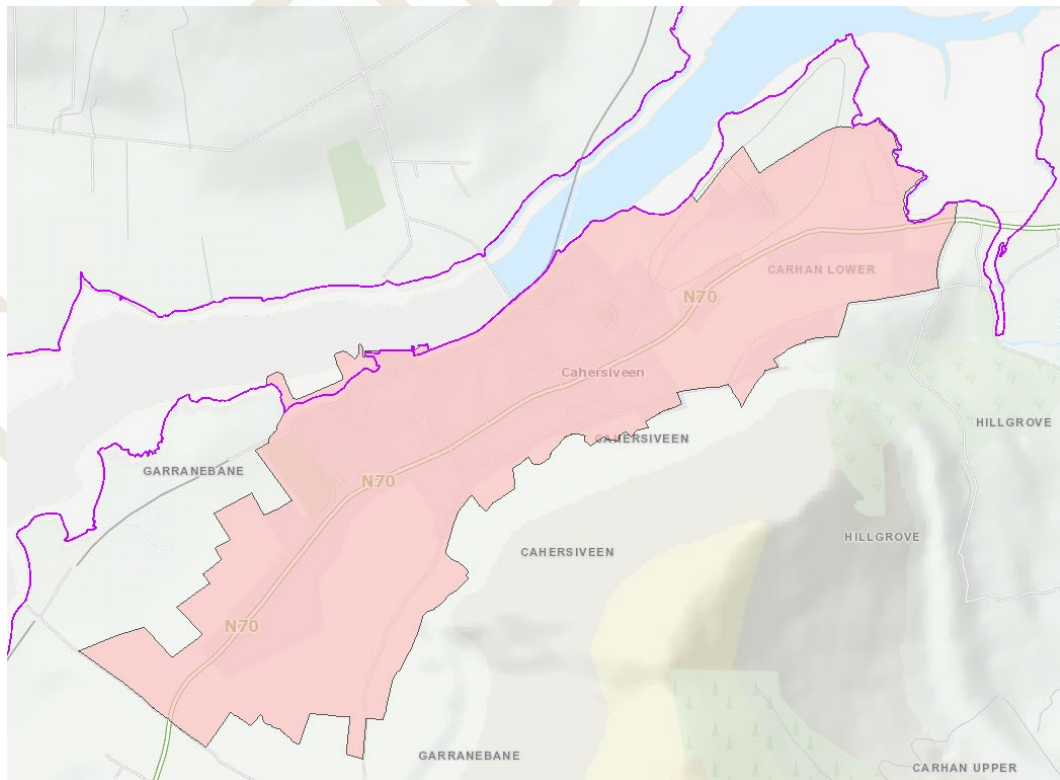 CARHAN LOWER
N70
Cahersiveen
HILLGROVE
CAHERSIVEEN
GARRANEBANE
N70
HILLGROVE
CAHERSIVEEN
N70
GARRANEBANE
CARHAN UPPER